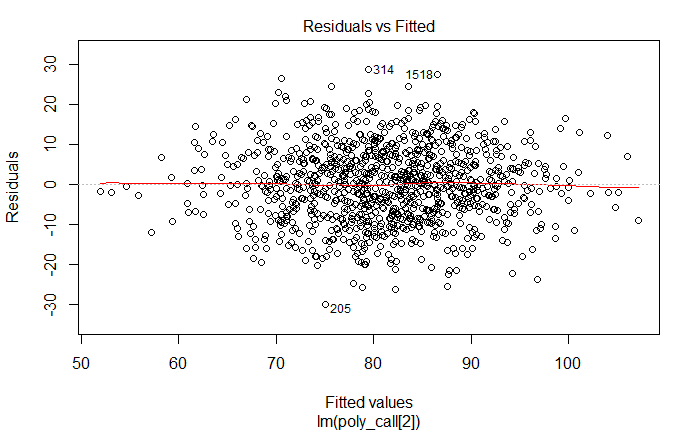 Residuals vs Fitted
Residuals
30
20
10
0
-10
-20
-30
314
1518
205
50 60 70 80 90 100
Fitted values
lm(poly_call[2])